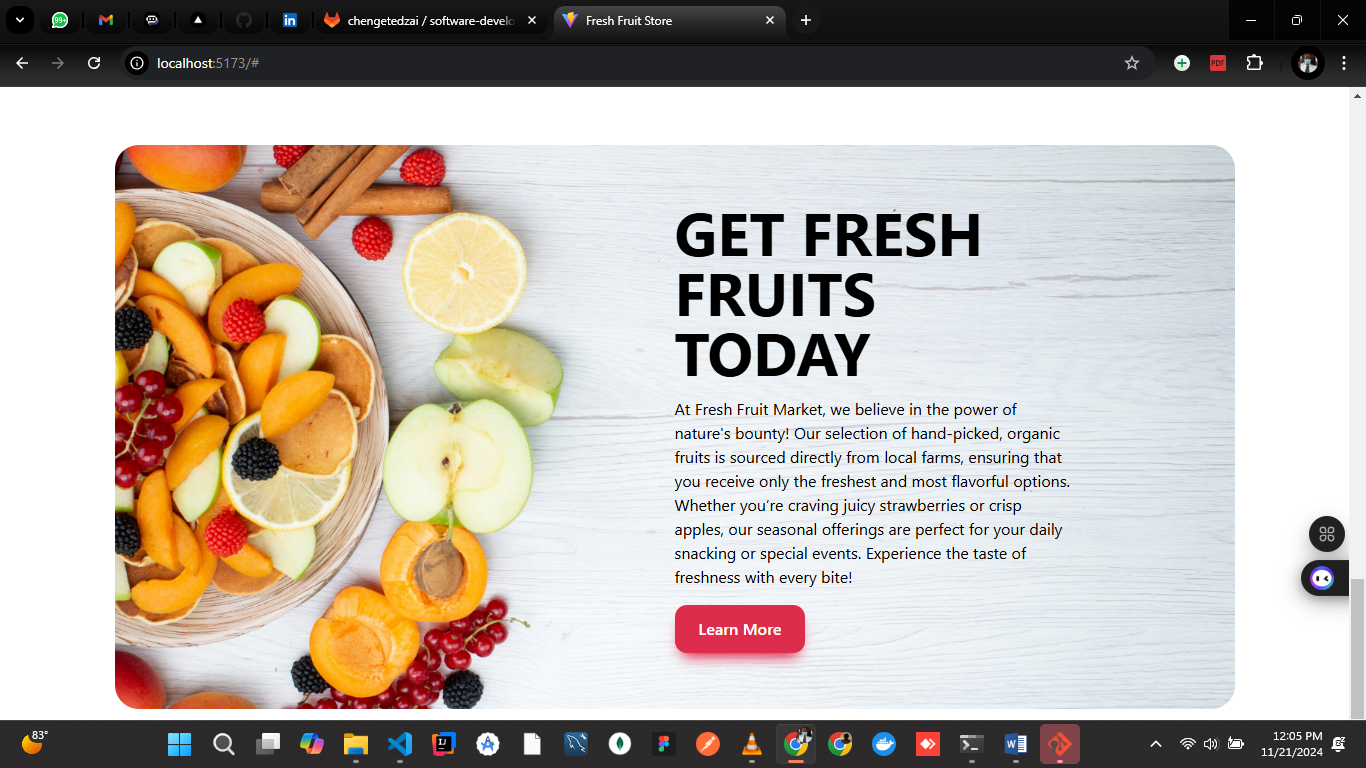 99+
chengetedzai / software-develo
Fresh Fruit Store
localhost:5173/#
PDF
GET FRESH
FRUITS
TODAY
At Fresh Fruit Market, we believe in the power of
nature's bounty! Our selection of hand-picked, organic
fruits is sourced directly from local farms, ensuring that
you receive only the freshest and most flavorful options.
Whether you're craving juicy strawberries or crisp
apples, our seasonal offerings are perfect for your daily
snacking or special events. Experience the taste of
freshness with every bite!
Learn More
83°
12:05 PM
11/21/2024